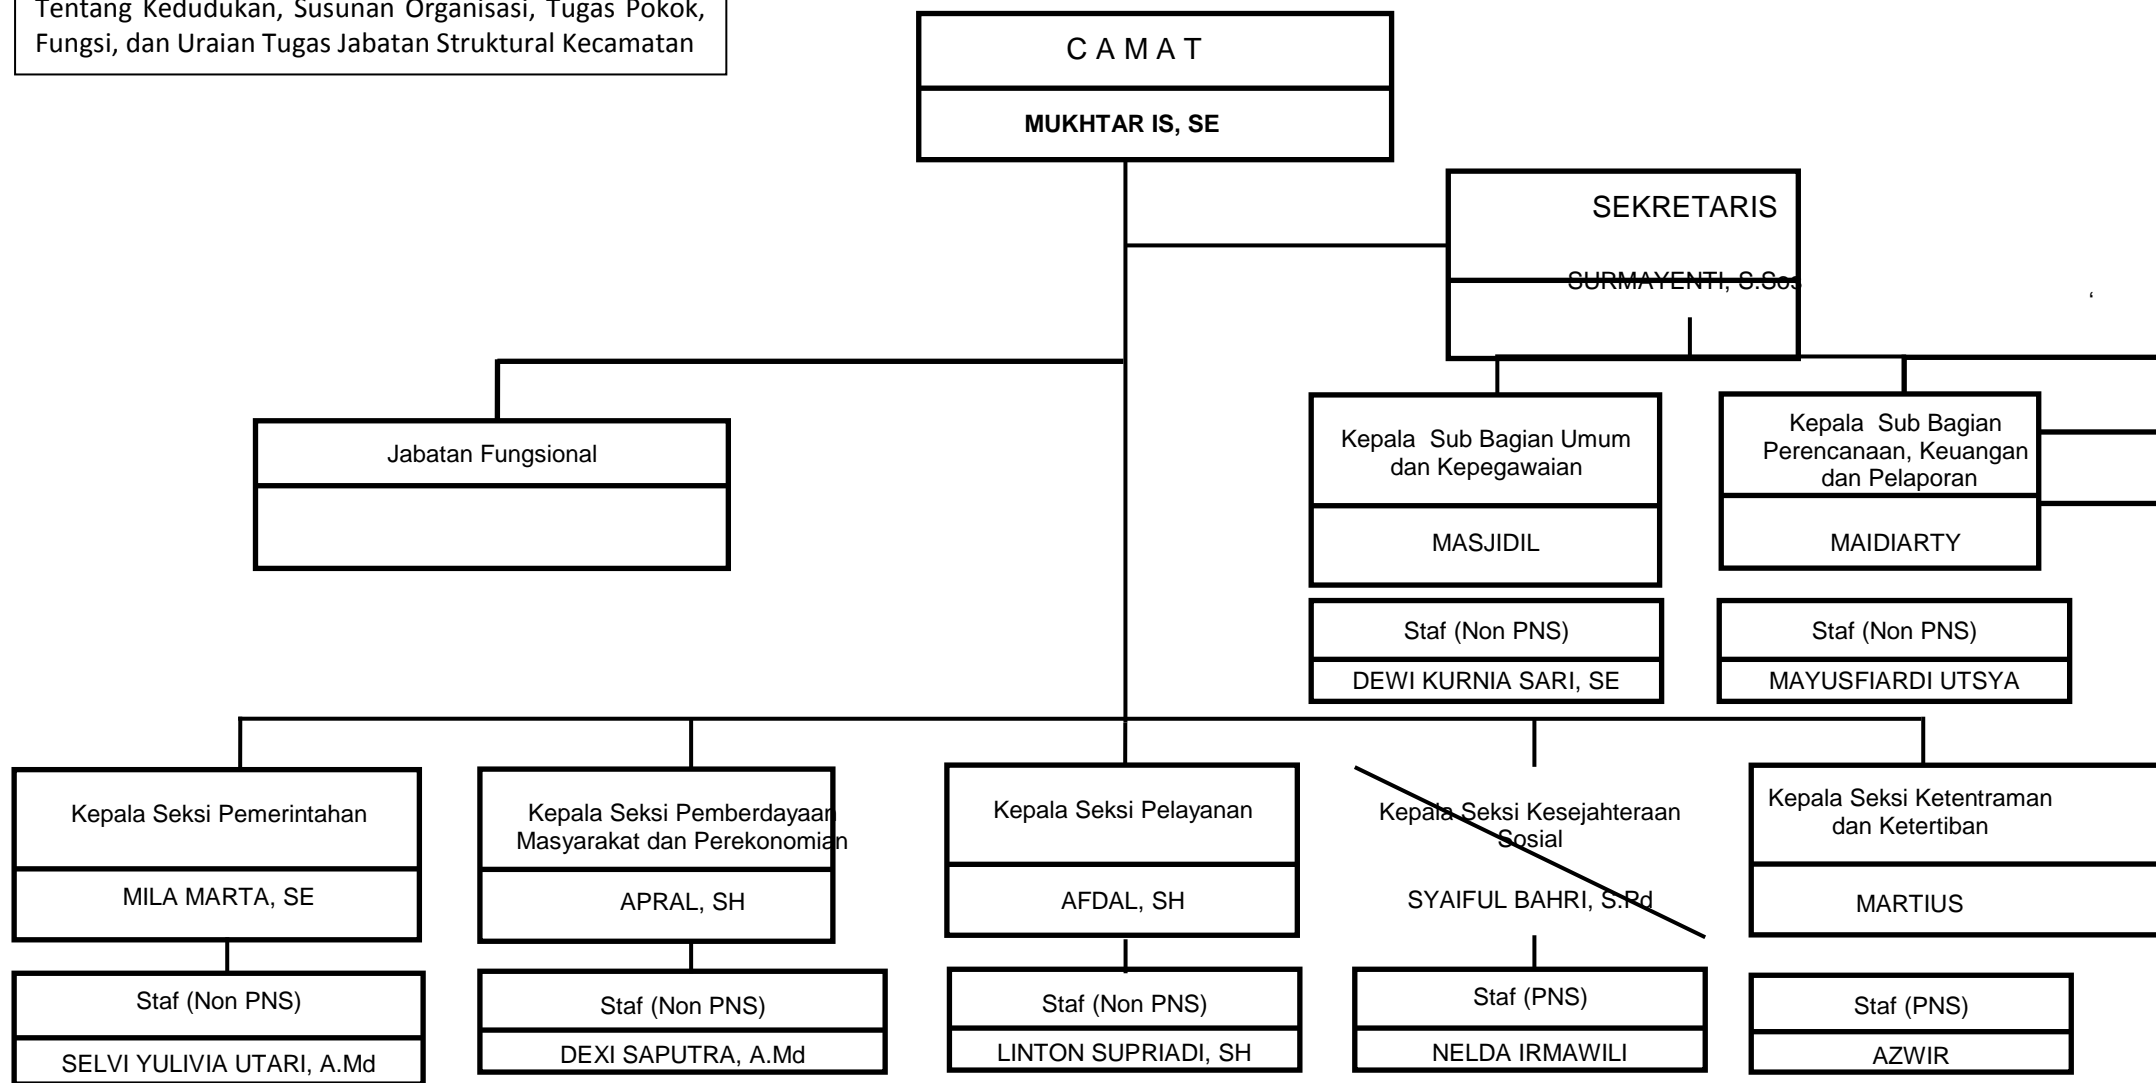 Tentang Kedudukan, Susunan Organisasi, Tugas Pokok,
Fungsi, dan Uraian Tugas Jabatan Struktural Kecamatan
C A M A T
MUKHTAR IS, SE
SEKRETARIS
SURMAYENTI, S.Sos
‘
Jabatan Fungsional
Kepala Sub Bagian Umum
dan Kepegawaian
MASJIDIL
Kepala Sub Bagian
Perencanaan, Keuangan
dan Pelaporan
MAIDIARTY
Staf (Non PNS)
DEWI KURNIA SARI, SE
Staf (Non PNS)
MAYUSFIARDI UTSYA
Kepala Seksi Pemerintahan
MILA MARTA, SE
Kepala Seksi Pemberdayaan
Masyarakat dan Perekonomian
APRAL, SH
Kepala Seksi Pelayanan
AFDAL, SH
Kepala Seksi Kesejahteraan
Sosial
SYAIFUL BAHRI, S.Pd
Kepala Seksi Ketentraman
dan Ketertiban
MARTIUS
Staf (Non PNS)
SELVI YULIVIA UTARI, A.Md
Staf (Non PNS)
DEXI SAPUTRA, A.Md
Staf (Non PNS)
LINTON SUPRIADI, SH
Staf (PNS)
NELDA IRMAWILI
Staf (PNS)
AZWIR